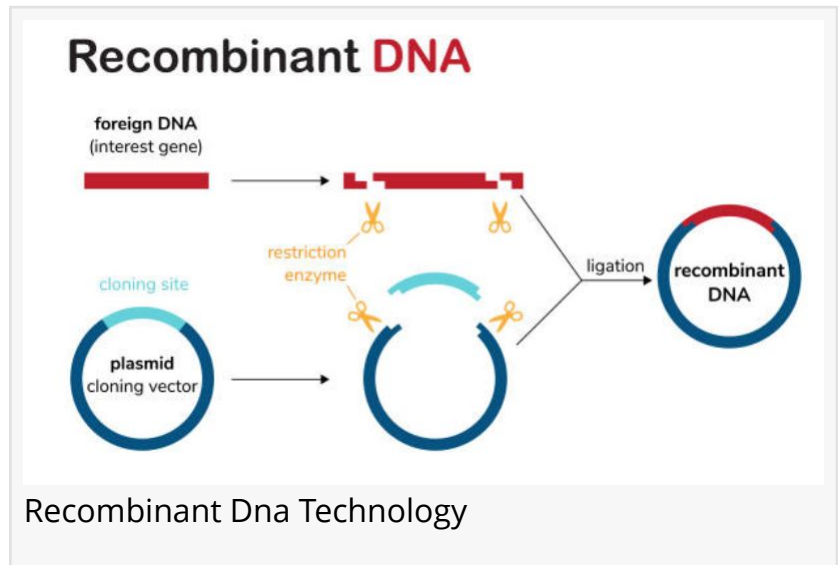 Recombinant DNA
foreign DNA
(interest gene)
restriction
enzyme
cloning site
plasmid
cloning vector
ligation
recombinant
DNA
Recombinant Dna Technology